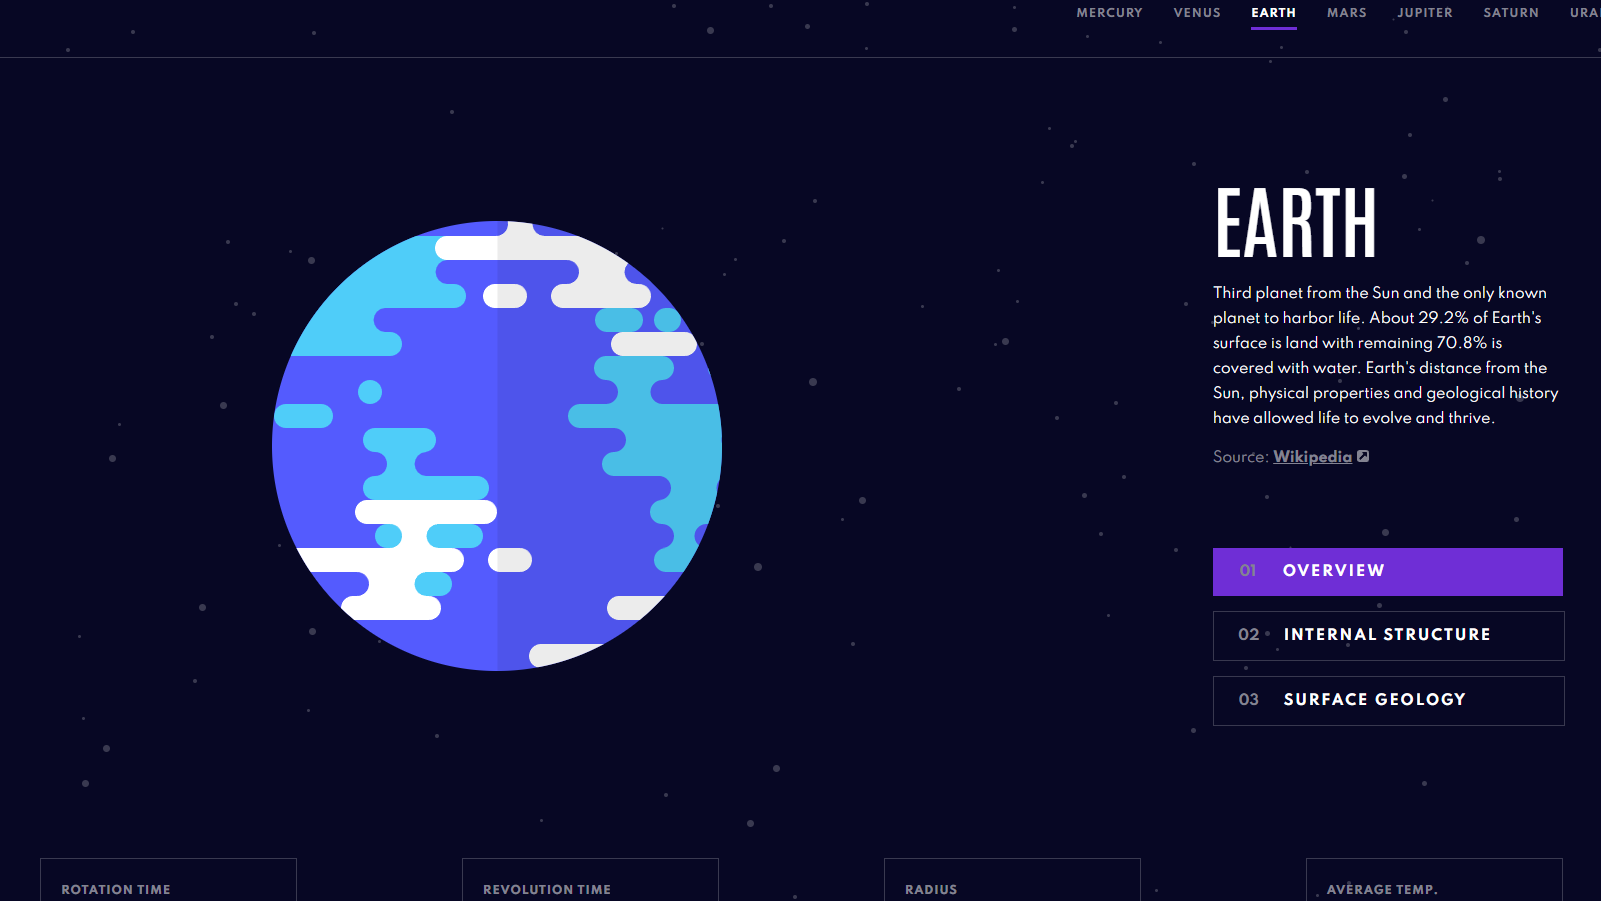 MERCURY VENUS EARTH MARS JUPITER SATURN
EARTH
Third planet from the Sun and the only known
planet to harbor life. About 29.2% of Earth's
surface is land with remaining 70.8% is
covered with water. Earth's distance from the
Sun, physical properties and geological history
have allowed life to evolve and thrive.
Source: Wikipedia
01 OVERVIEW
02 INTERNAL STRUCTURE
03 SURFACE GEOLOGY
ROTATION TIME REVOLUTION TIME RADIUS AVERAGE TEMP.